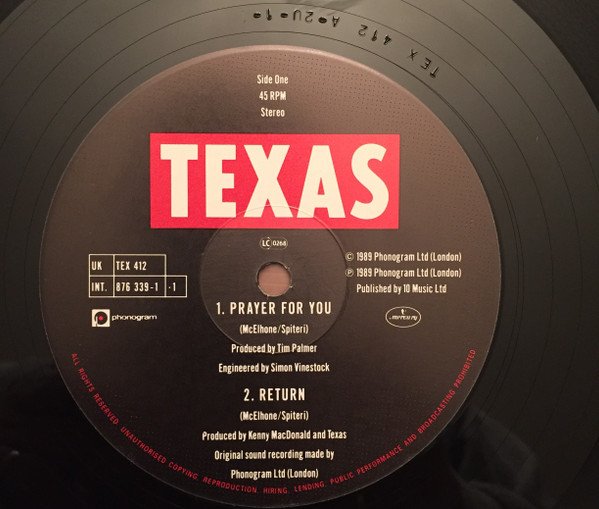 TEX 412 A•2U•1•
Side One
45 RPM
Stereo
TEXAS
LC 0268
UK TEX 412
INT. 876 339-1 ·1
© 1989 Phonogram Ltd (London)
℗ 1989 Phonogram Ltd (London)
Published by 10 Music Ltd
phonogram
mercury
1. PRAYER FOR YOU
(McElhone/Spiteri)
Produced by Tim Palmer
Engineered by Simon Vinestock
2. RETURN
(McElhone/Spiteri)
Produced by Kenny MacDonald and Texas
Original sound recording made by
Phonogram Ltd (London)
ALL RIGHTS RESERVED. UNAUTHORISED COPYING, REPRODUCTION, HIRING, LENDING, PUBLIC PERFORMANCE AND BROADCASTING PROHIBITED